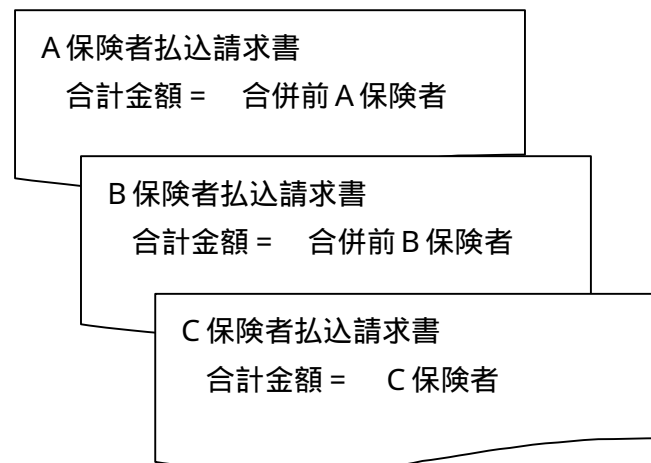 A保険者払込請求書
合計金額=　合併前A保険者
B保険者払込請求書
合計金額=　合併前B保険者
C保険者払込請求書
合計金額=　C保険者